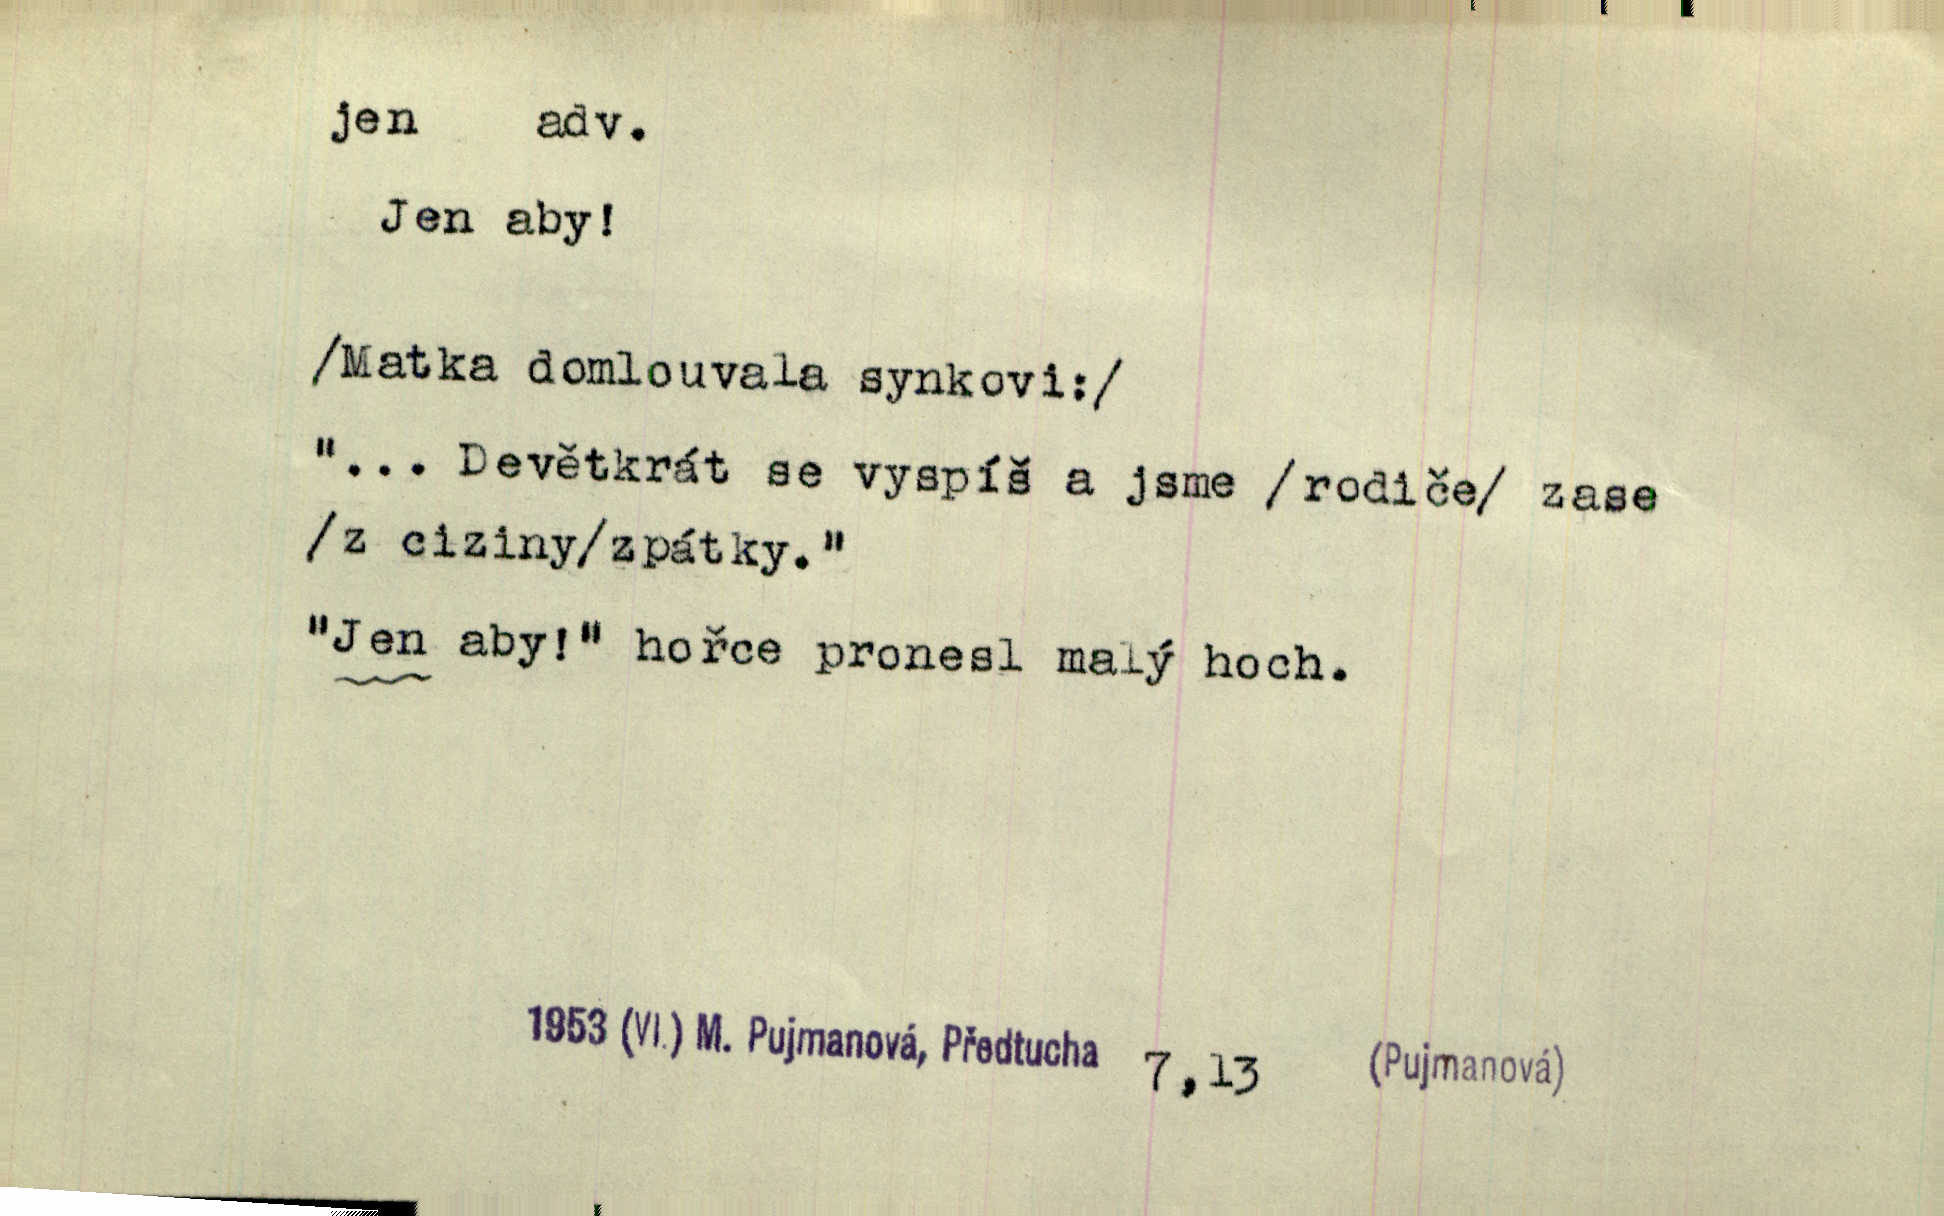 jen adv.
Jen aby!
/Matka domlouvala synkovi:/
"... Devětkrát se vyspíš a jsme /rodiče/ zase
/z ciziny/zpátky."
"Jen aby!" hořce pronesl malý hoch.
1953 (VI.) M. Pujmanová, Předtucha 7,13 (Pujmanová)